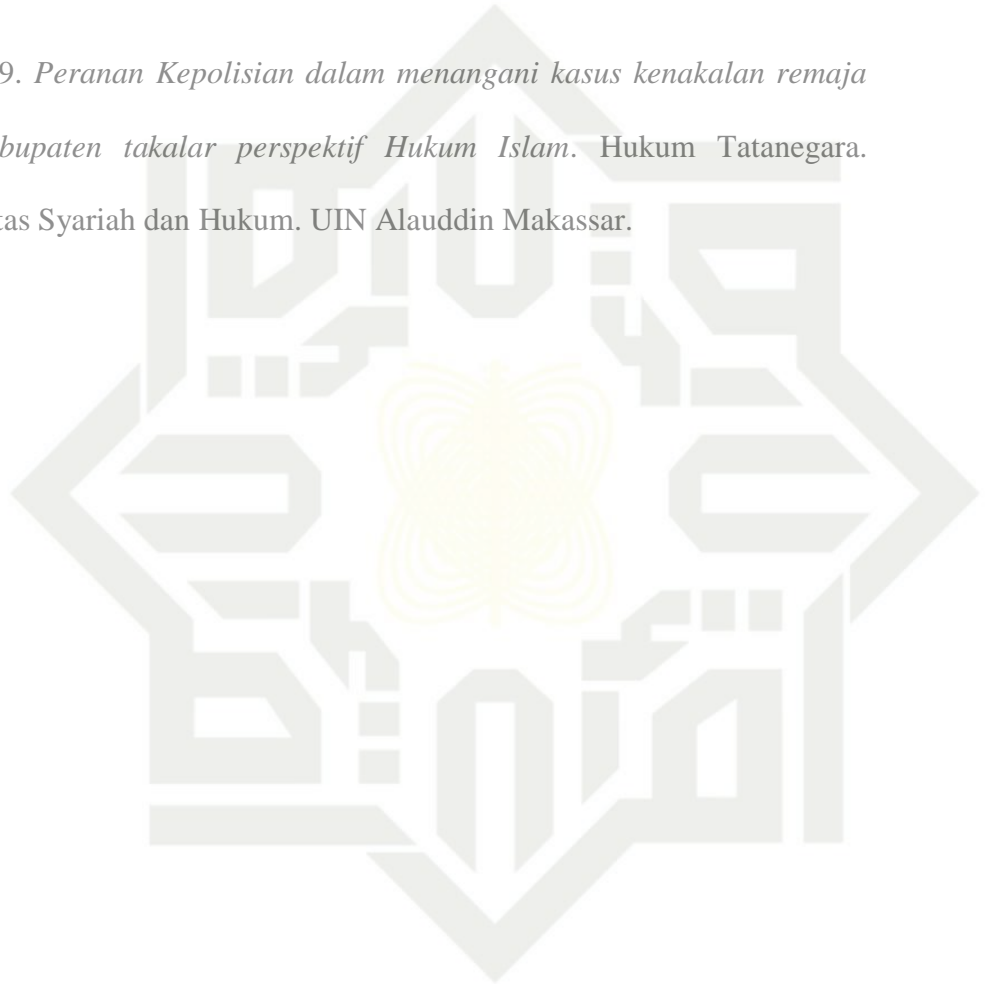 9. Peranan Kepolisian dalam menangani kasus kenakalan remaja
bupaten takalar perspektif Hukum Islam. Hukum Tatanegara.
tas Syariah dan Hukum. UIN Alauddin Makassar.